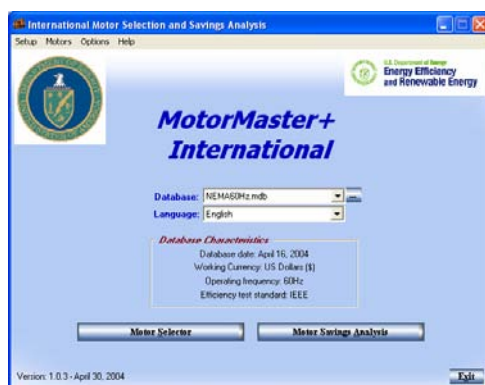 International Motor Selection and Savings Analysis
Setup Motors Options Help
U.S. Department of Energy
Energy Efficiency
and Renewable Energy
MotorMaster+
International
Database: NEMA60Hz.mdb
Language: English
Database Characteristics
Database date: April 16, 2004
Working Currency: US Dollars ($)
Operating frequency: 60Hz
Efficiency test standard: IEEE
Motor Selector Motor Savings Analysis
Version: 1.0.3 - April 30, 2004 Exit